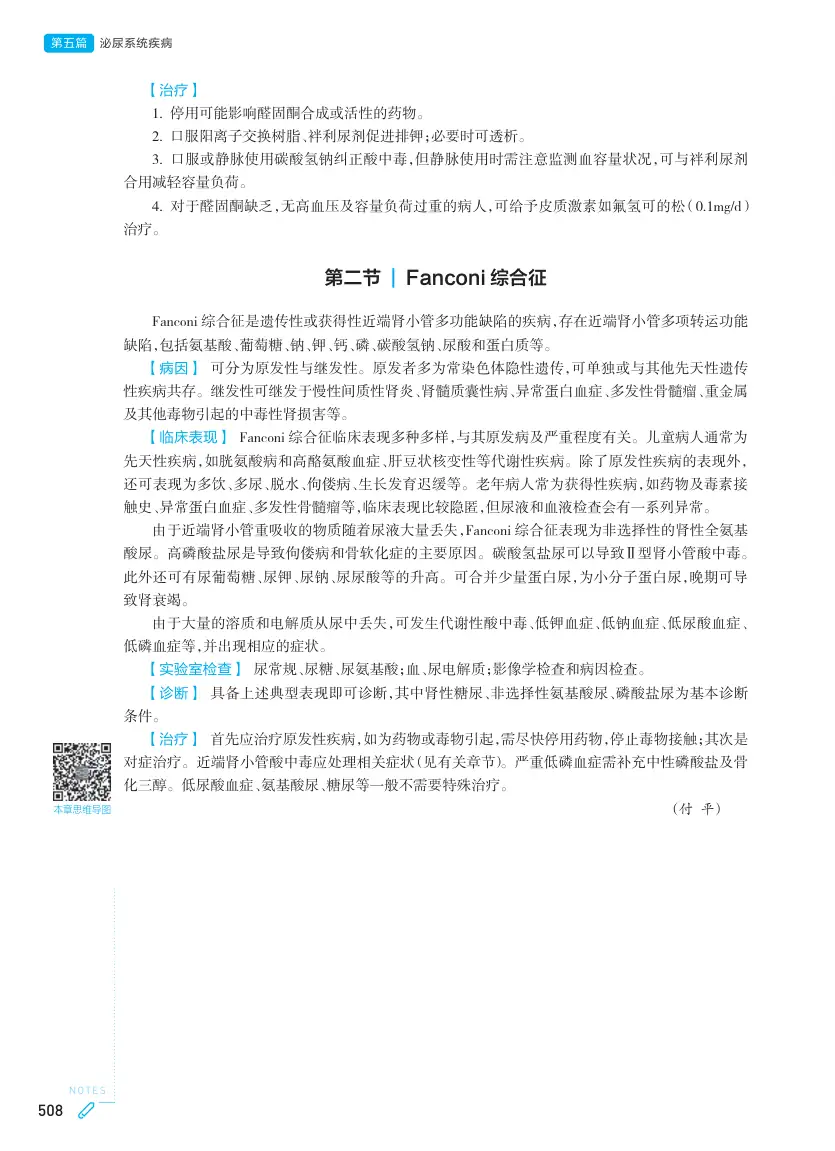 第五篇 泌尿系统疾病
【治疗】
1. 停用可能影响醛固酮合成或活性的药物。
2. 口服阳离子交换树脂、袢利尿剂促进排钾；必要时可透析。
3. 口服或静脉使用碳酸氢钠纠正酸中毒，但静脉使用时需注意监测血容量状况，可与袢利尿剂
合用减轻容量负荷。
4. 对于醛固酮缺乏，无高血压及容量负荷过重的病人，可给予皮质激素如氟氢可的松（0.1mg/d）
治疗。
第二节 | Fanconi 综合征
Fanconi 综合征是遗传性或获得性近端肾小管多功能缺陷的疾病，存在近端肾小管多项转运功能
缺陷，包括氨基酸、葡萄糖、钠、钾、钙、磷、碳酸氢钠、尿酸和蛋白质等。
【病因】 可分为原发性与继发性。原发者多为常染色体隐性遗传，可单独或与其他先天性遗传
性疾病共存。继发性可继发于慢性间质性肾炎、肾髓质囊性病、异常蛋白血症、多发性骨髓瘤、重金属
及其他毒物引起的中毒性肾损害等。
【临床表现】 Fanconi 综合征临床表现多种多样，与其原发病及严重程度有关。儿童病人通常为
先天性疾病，如胱氨酸病和高酪氨酸血症、肝豆状核变性等代谢性疾病。除了原发性疾病的表现外，
还可表现为多饮、多尿、脱水、佝偻病、生长发育迟缓等。老年病人常为获得性疾病，如药物及毒素接
触史、异常蛋白血症、多发性骨髓瘤等，临床表现比较隐匿，但尿液和血液检查会有一系列异常。
由于近端肾小管重吸收的物质随着尿液大量丢失，Fanconi 综合征表现为非选择性的肾性全氨基
酸尿。高磷酸盐尿是导致佝偻病和骨软化症的主要原因。碳酸氢盐尿可以导致Ⅱ型肾小管酸中毒。
此外还可有尿葡萄糖、尿钾、尿钠、尿尿酸等的升高。可合并少量蛋白尿，为小分子蛋白尿，晚期可导
致肾衰竭。
由于大量的溶质和电解质从尿中丢失，可发生代谢性酸中毒、低钾血症、低钠血症、低尿酸血症、
低磷血症等，并出现相应的症状。
【实验室检查】 尿常规、尿糖、尿氨基酸；血、尿电解质；影像学检查和病因检查。
【诊断】 具备上述典型表现即可诊断，其中肾性糖尿、非选择性氨基酸尿、磷酸盐尿为基本诊断
条件。
【治疗】 首先应治疗原发性疾病，如为药物或毒物引起，需尽快停用药物，停止毒物接触；其次是
对症治疗。近端肾小管酸中毒应处理相关症状（见有关章节）。严重低磷血症需补充中性磷酸盐及骨
化三醇。低尿酸血症、氨基酸尿、糖尿等一般不需要特殊治疗。
（付 平）
本章思维导图
NOTES
508